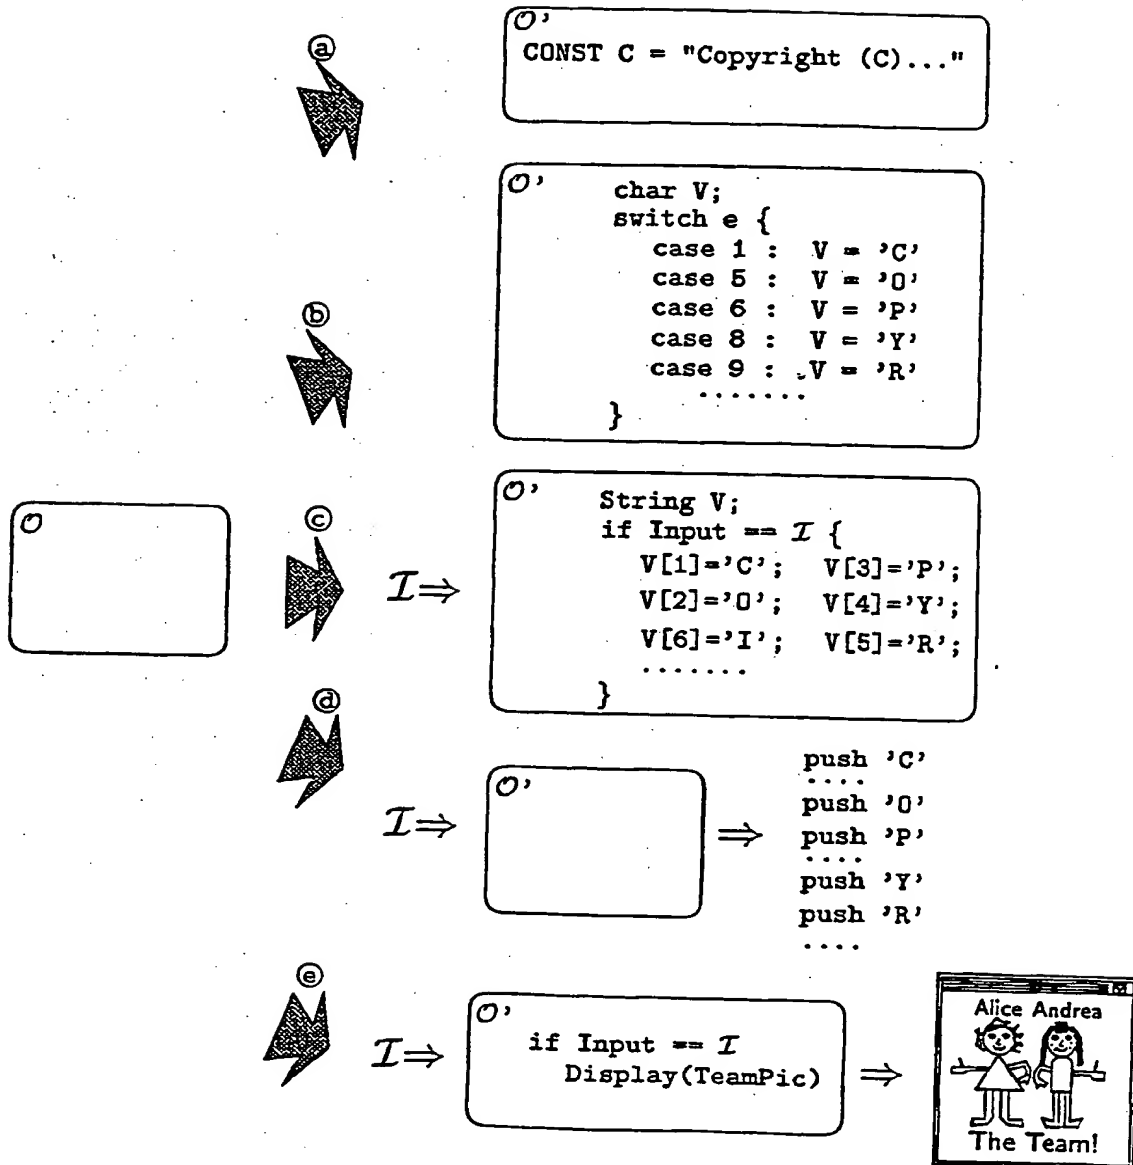 ⓐ
O'
CONST C = "Copyright (C)..."
O'
char V;
switch e {
case 1 : V = 'C'
case 5 : V = 'O'
case 6 : V = 'P'
case 8 : V = 'Y'
case 9 : V = 'R'
.......
}
ⓑ
O
ⓒ
I⇒
O'
String V;
if Input == I {
V[1]='C'; V[3]='P';
V[2]='O'; V[4]='Y';
V[6]='I'; V[5]='R';
.......
}
ⓓ
I⇒
O'
⇒
push 'C'
....
push 'O'
push 'P'
....
push 'Y'
push 'R'
....
ⓔ
I⇒
O'
if Input == I
Display(TeamPic)
⇒
Alice Andrea
The Team!